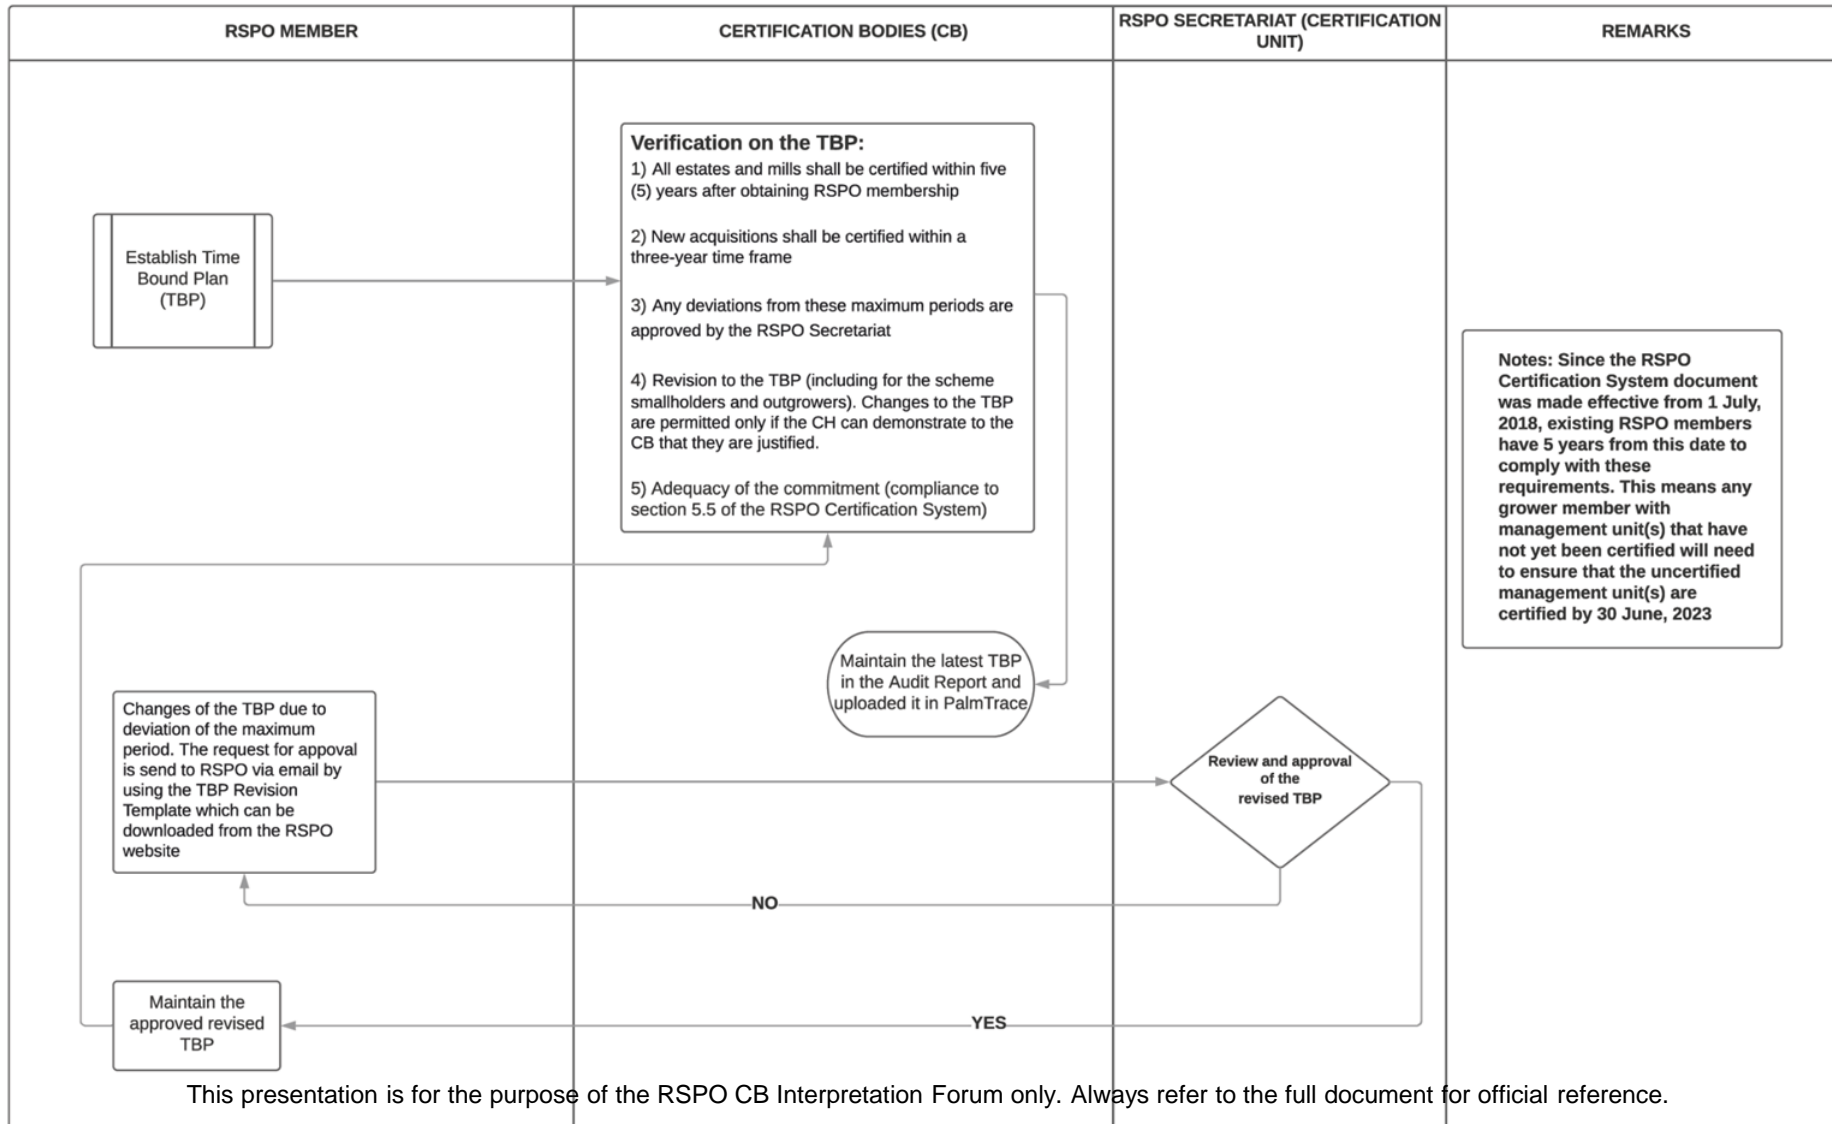 RSPO MEMBER
CERTIFICATION BODIES (CB)
RSPO SECRETARIAT (CERTIFICATION
UNIT)
REMARKS
Establish Time
Bound Plan
(TBP)
Verification on the TBP:
1) All estates and mills shall be certified within five
(5) years after obtaining RSPO membership
2) New acquisitions shall be certified within a
three-year time frame
3) Any deviations from these maximum periods are
approved by the RSPO Secretariat
4) Revision to the TBP (including for the scheme
smallholders and outgrowers). Changes to the TBP
are permitted only if the CH can demonstrate to the
CB that they are justified.
5) Adequacy of the commitment (compliance to
section 5.5 of the RSPO Certification System)
Notes: Since the RSPO
Certification System document
was made effective from 1 July,
2018, existing RSPO members
have 5 years from this date to
comply with these
requirements. This means any
grower member with
management unit(s) that have
not yet been certified will need
to ensure that the uncertified
management unit(s) are
certified by 30 June, 2023
Maintain the latest TBP
in the Audit Report and
uploaded it in PalmTrace
Changes of the TBP due to
deviation of the maximum
period. The request for appoval
is send to RSPO via email by
using the TBP Revision
Template which can be
downloaded from the RSPO
website
Review and approval
of the
revised TBP
NO
Maintain the
approved revised
TBP
YES
This presentation is for the purpose of the RSPO CB Interpretation Forum only. Always refer to the full document for official reference.